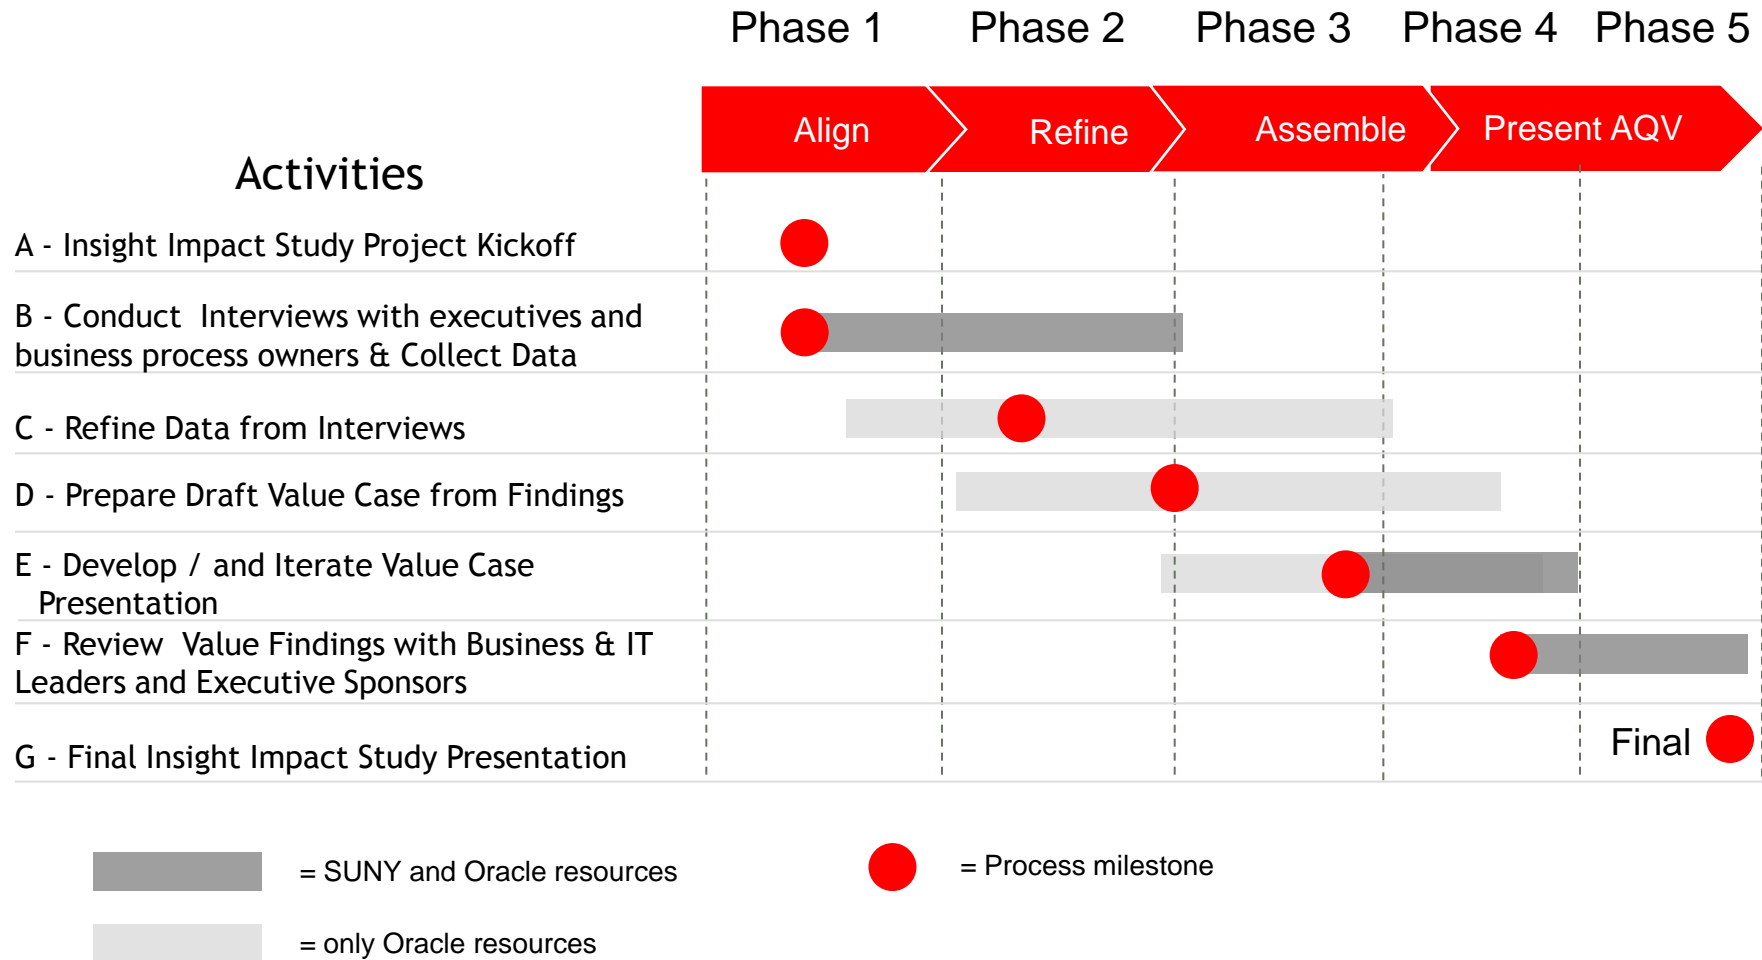 Phase 1 Phase 2 Phase 3 Phase 4 Phase 5
Align Refine Assemble Present AQV
Activities
A - Insight Impact Study Project Kickoff
B - Conduct  Interviews with executives and
business process owners & Collect Data
C - Refine Data from Interviews
D - Prepare Draft Value Case from Findings
E - Develop / and Iterate Value Case
Presentation
F - Review  Value Findings with Business & IT
Leaders and Executive Sponsors
Final
G - Final Insight Impact Study Presentation
= SUNY and Oracle resources
= Process milestone
= only Oracle resources